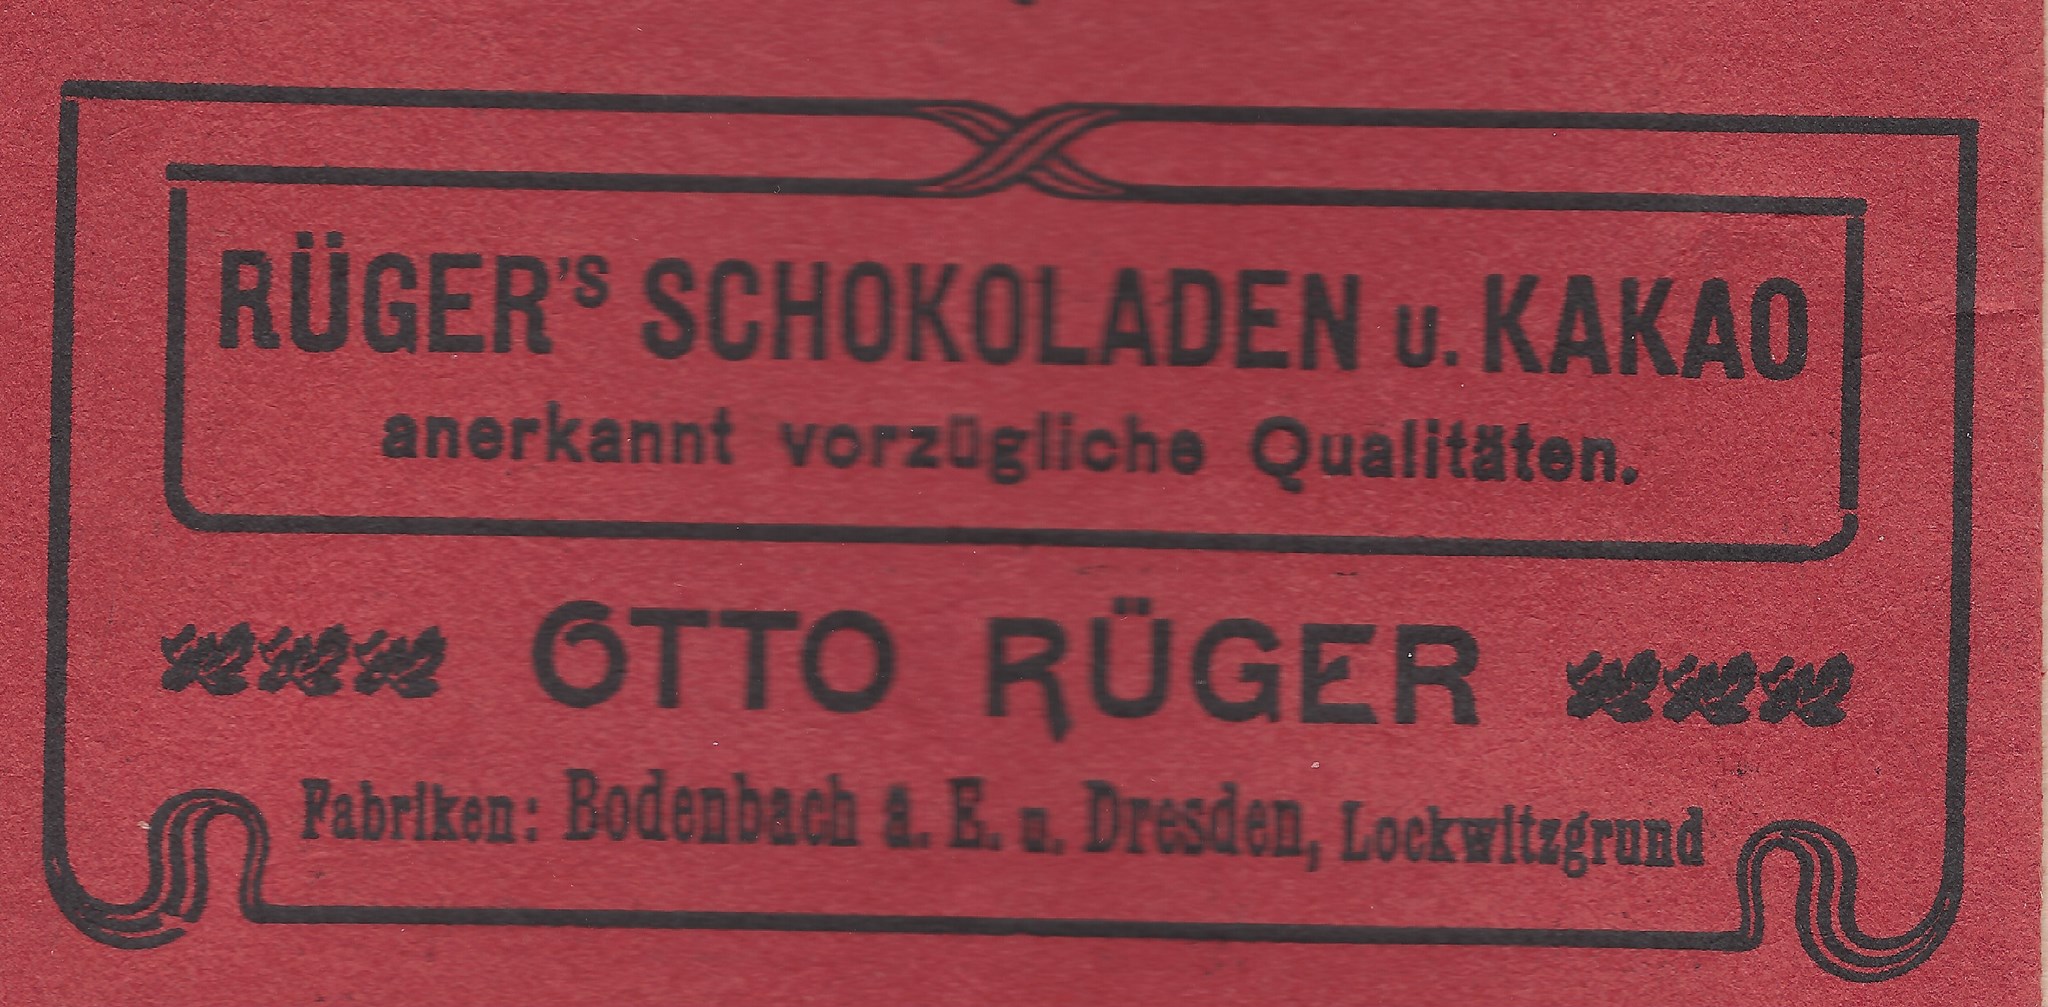 RÜGER's SCHOKOLADEN u. KAKAO
anerkannt vorzügliche Qualitäten.
OTTO RÜGER
Fabriken: Bodenbach a. E. u. Dresden, Lockwitzgrund